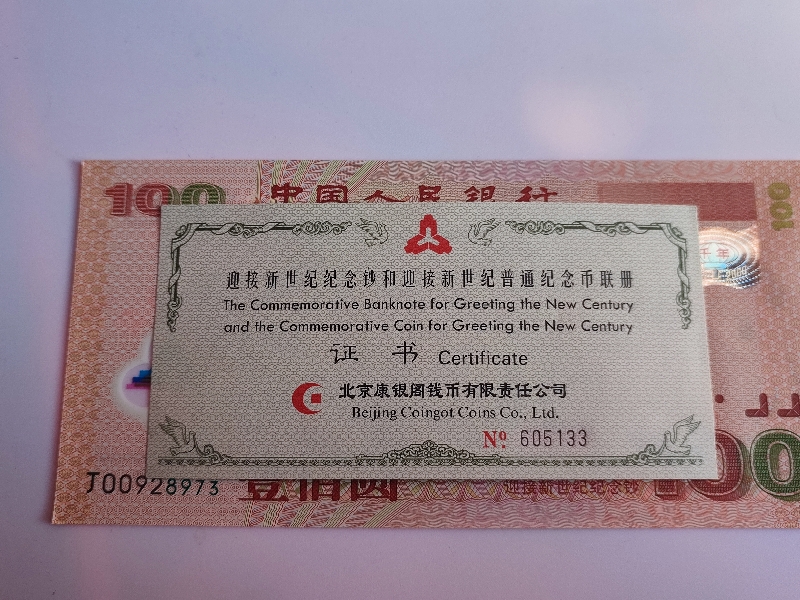 100 中国人民银行 100
迎接新世纪纪念钞和迎接新世纪普通纪念币联册
The Commemorative Banknote for Greeting the New Century
and the Commemorative Coin for Greeting the New Century
证 书 Certificate
北京康银阁钱币有限责任公司
Beijing Coingot Coins Co., Ltd.
Nº 605133
J00928973 壹佰圆 迎接新世纪纪念钞 100